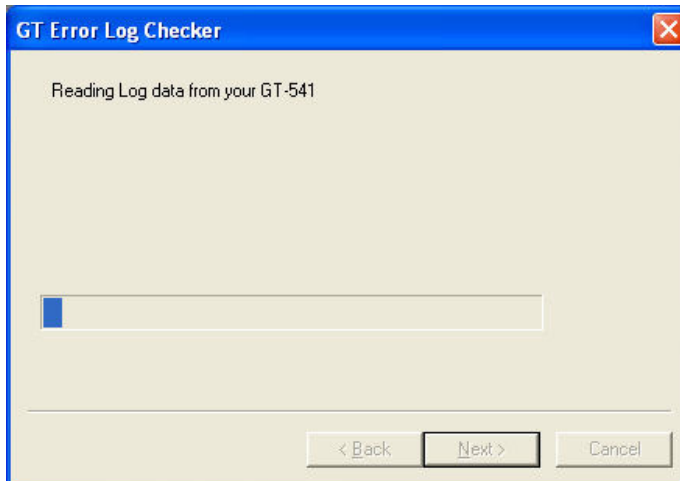 GT Error Log Checker
Reading Log data from your GT-541
< Back Next > Cancel